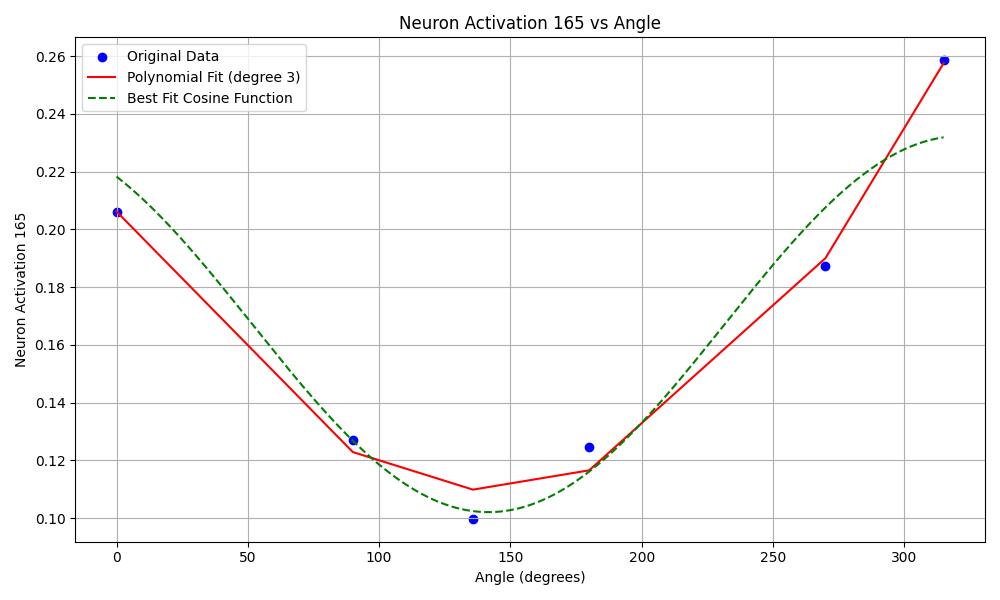 Neuron Activation 165 vs Angle
Original Data
Polynomial Fit (degree 3)
Best Fit Cosine Function
Neuron Activation 165
0.26
0.24
0.22
0.20
0.18
0.16
0.14
0.12
0.10
0 50 100 150 200 250 300
Angle (degrees)